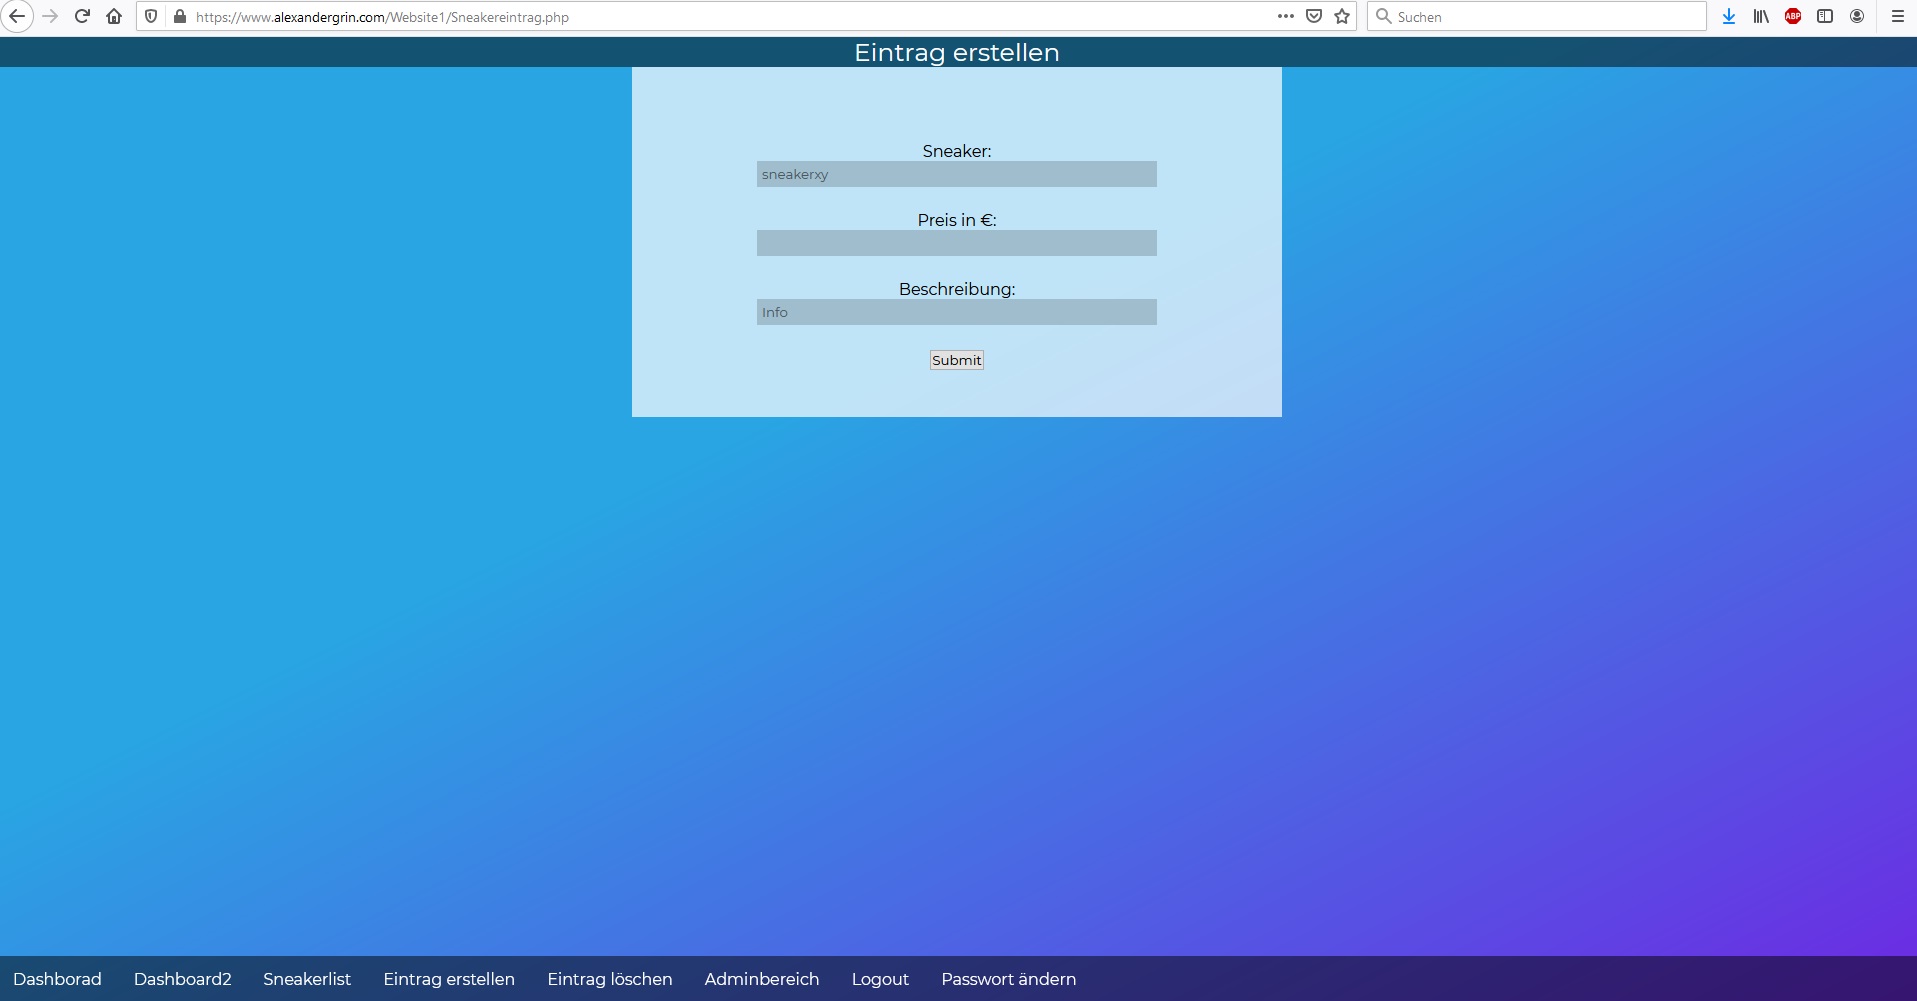 https://www.alexandergrin.com/Website1/Sneakereintrag.php
Suchen
ABP
Eintrag erstellen
Sneaker:
sneakerxy
Preis in €:
Beschreibung:
Info
Submit
Dashborad Dashboard2 Sneakerlist Eintrag erstellen Eintrag löschen Adminbereich Logout Passwort ändern